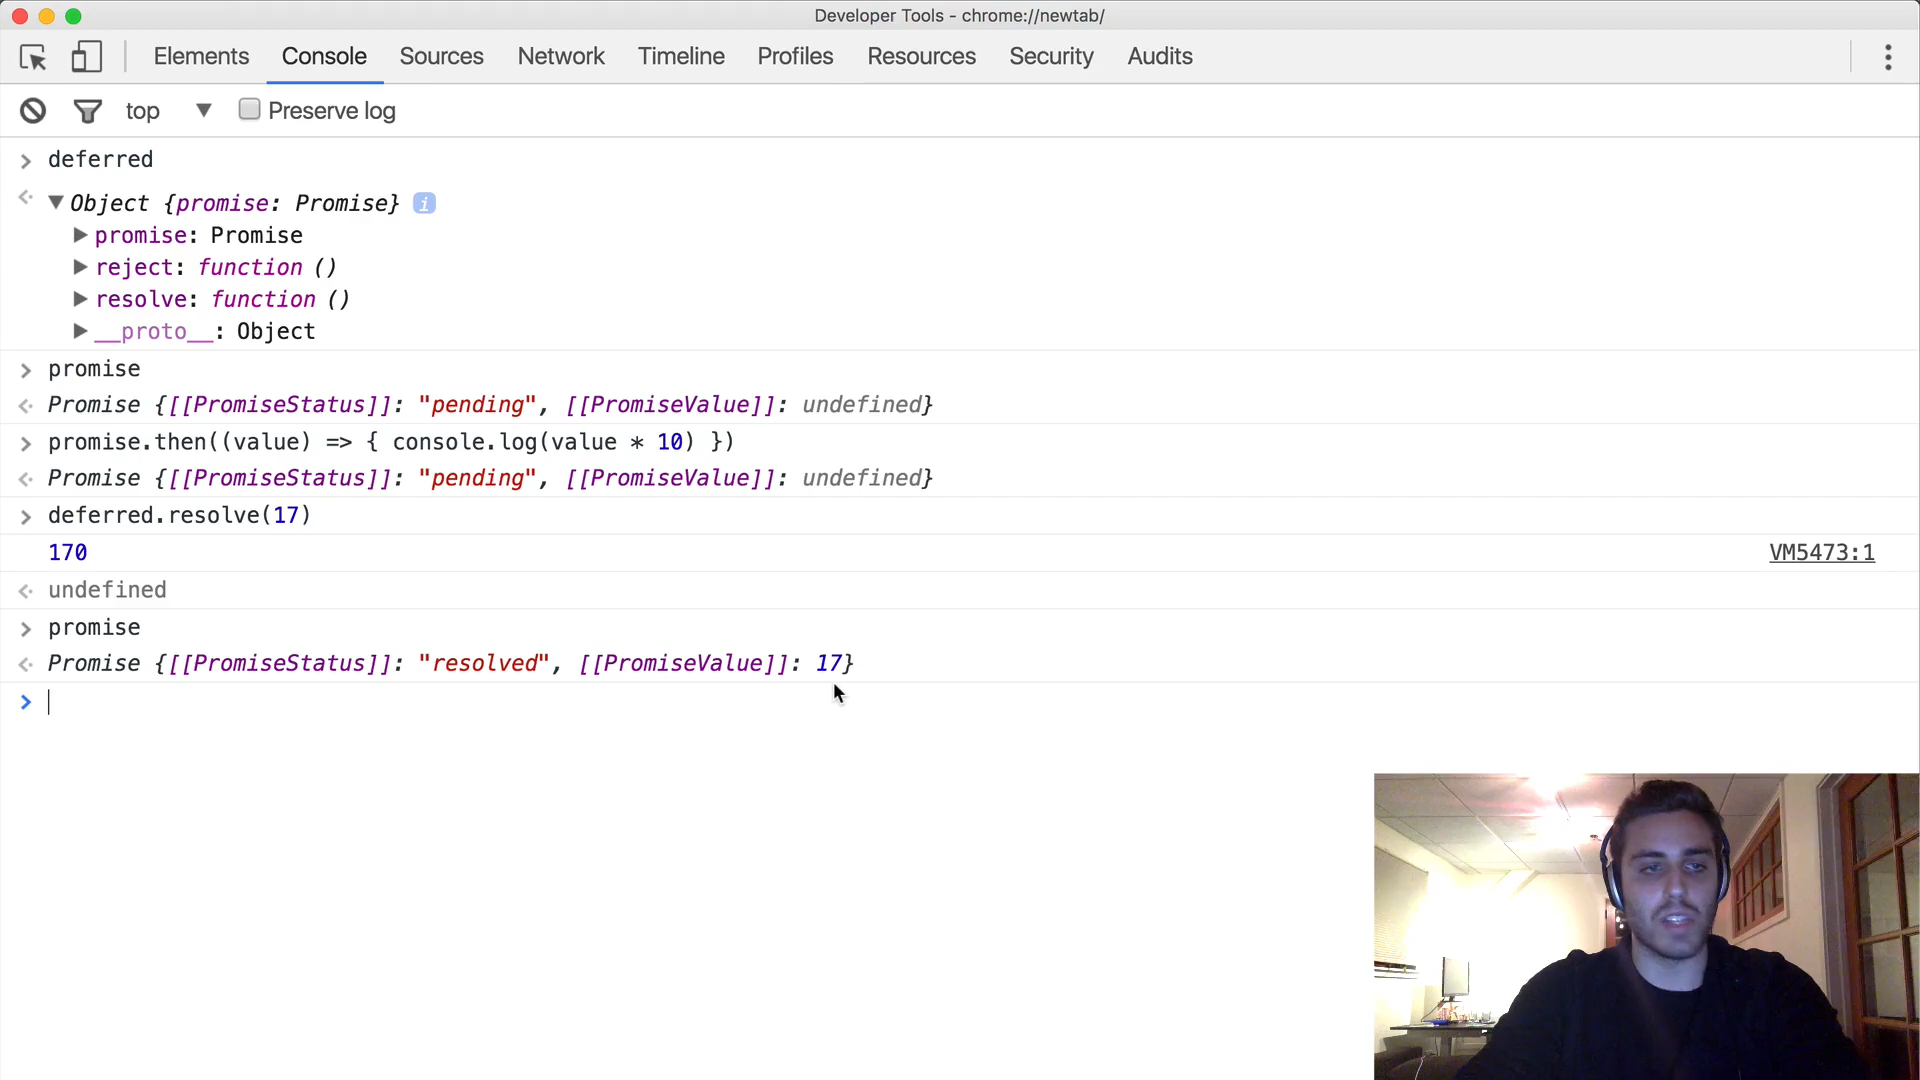 Developer Tools - chrome://newtab/
Elements Console Sources Network Timeline Profiles Resources Security Audits
top ▼ Preserve log
> deferred
<· ▼ Object {promise: Promise} i
▶ promise: Promise
▶ reject: function ()
▶ resolve: function ()
▶ __proto__: Object
> promise
<· Promise {[[PromiseStatus]]: "pending", [[PromiseValue]]: undefined}
> promise.then((value) => { console.log(value * 10) })
<· Promise {[[PromiseStatus]]: "pending", [[PromiseValue]]: undefined}
> deferred.resolve(17)
170 VM5473:1
<· undefined
> promise
<· Promise {[[PromiseStatus]]: "resolved", [[PromiseValue]]: 17}
>